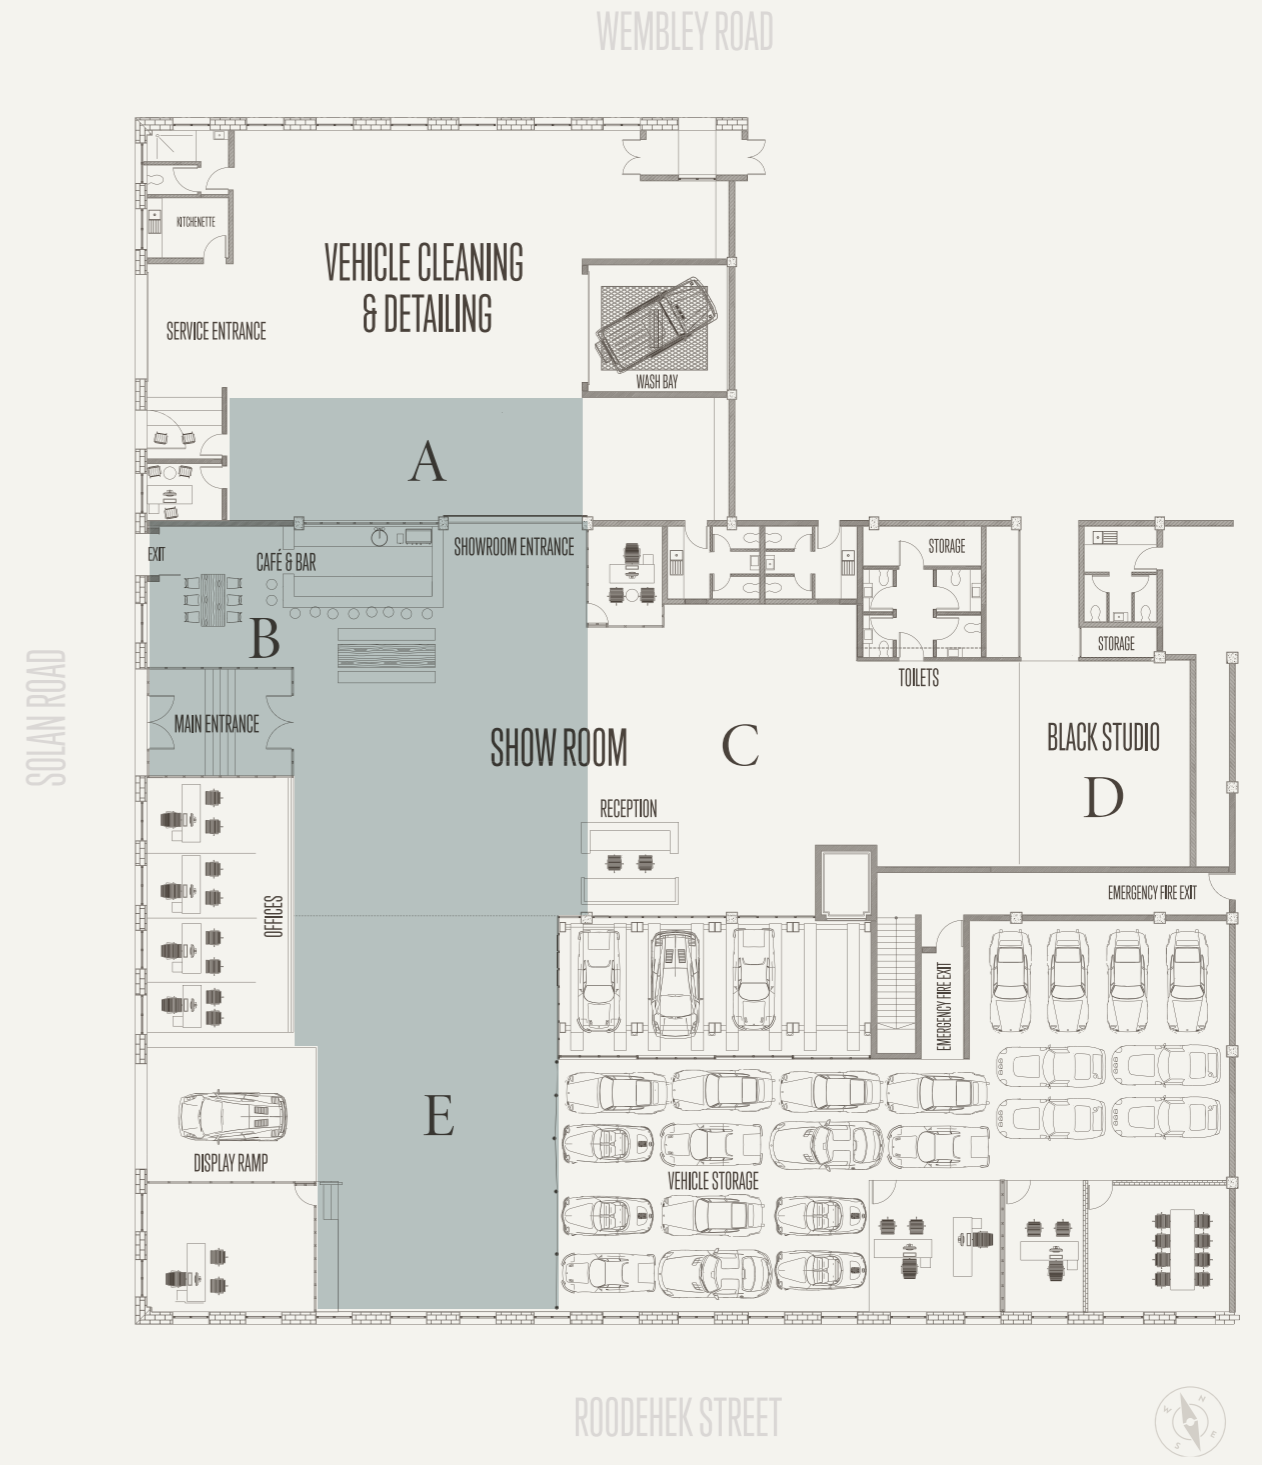 WEMBLEY ROAD
KITCHENETTE
VEHICLE CLEANING
& DETAILING
SERVICE ENTRANCE
WASH BAY
A
EXIT
CAFÉ & BAR
SHOWROOM ENTRANCE
STORAGE
B
STORAGE
TOILETS
SOLAN ROAD
MAIN ENTRANCE
SHOW ROOM
C
BLACK STUDIO
D
RECEPTION
OFFICES
EMERGENCY FIRE EXIT
EMERGENCY FIRE EXIT
E
DISPLAY RAMP
VEHICLE STORAGE
ROODEHEK STREET
N
W
E
S